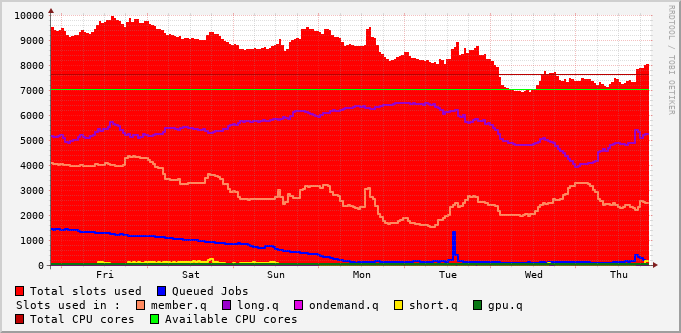 RRDTOOL / TOBI OETIKER
10000
9000
8000
7000
6000
5000
4000
3000
2000
1000
0
Fri Sat Sun Mon Tue Wed Thu
Total slots used Queued Jobs
Slots used in : member.q long.q ondemand.q short.q gpu.q
Total CPU cores Available CPU cores